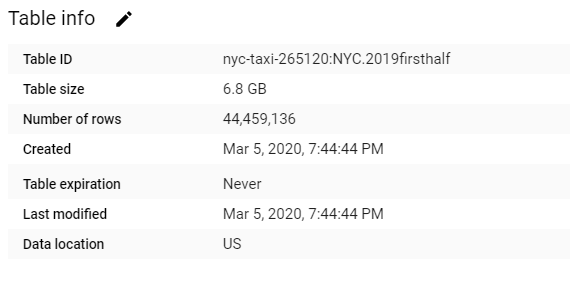 Table info
Table ID nyc-taxi-265120:NYC.2019firsthalf
Table size 6.8 GB
Number of rows 44,459,136
Created Mar 5, 2020, 7:44:44 PM
Table expiration Never
Last modified Mar 5, 2020, 7:44:44 PM
Data location US